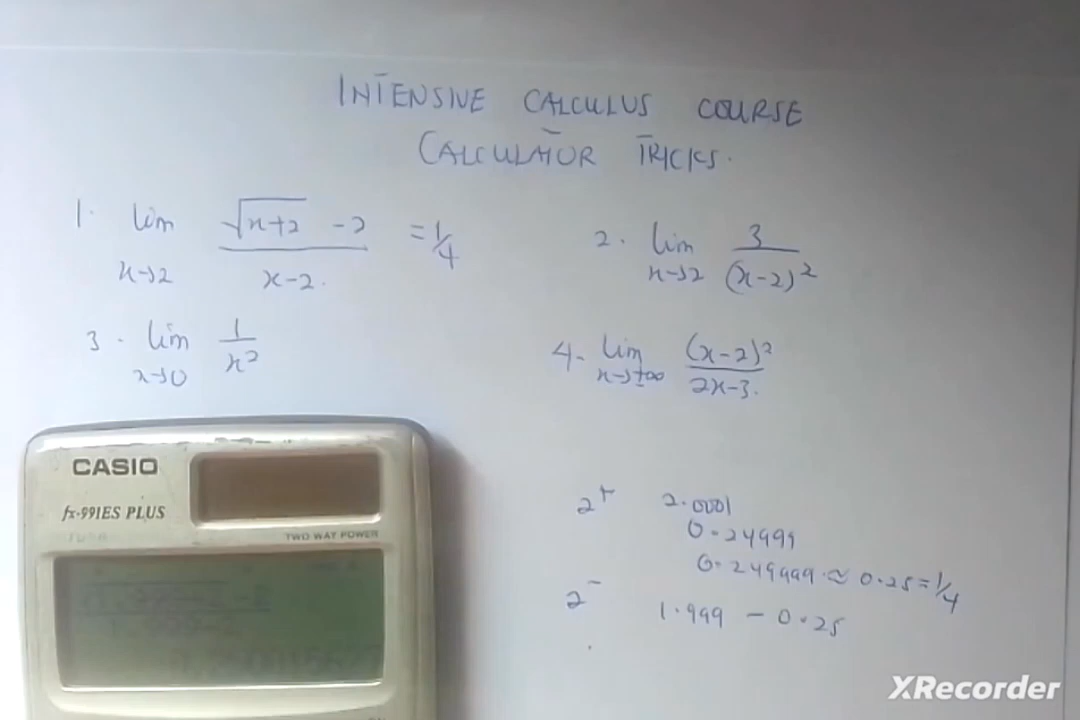 INTENSIVE CALCULUS COURSE
CALCULATOR TRICKS.
1. lim x→2 (√(x+2) - 2)/(x-2) = 1/4
2. lim x→2 3/(x-2)²
3. lim x→0 1/x²
4. lim x→±∞ (x-2)²/(2x-3)
CASIO
fx-991ES PLUS
TWO WAY POWER
2⁺ 2.0001
0.24999
0.249999 ≈ 0.25 = 1/4
2⁻ 1.999 - 0.25
XRecorder